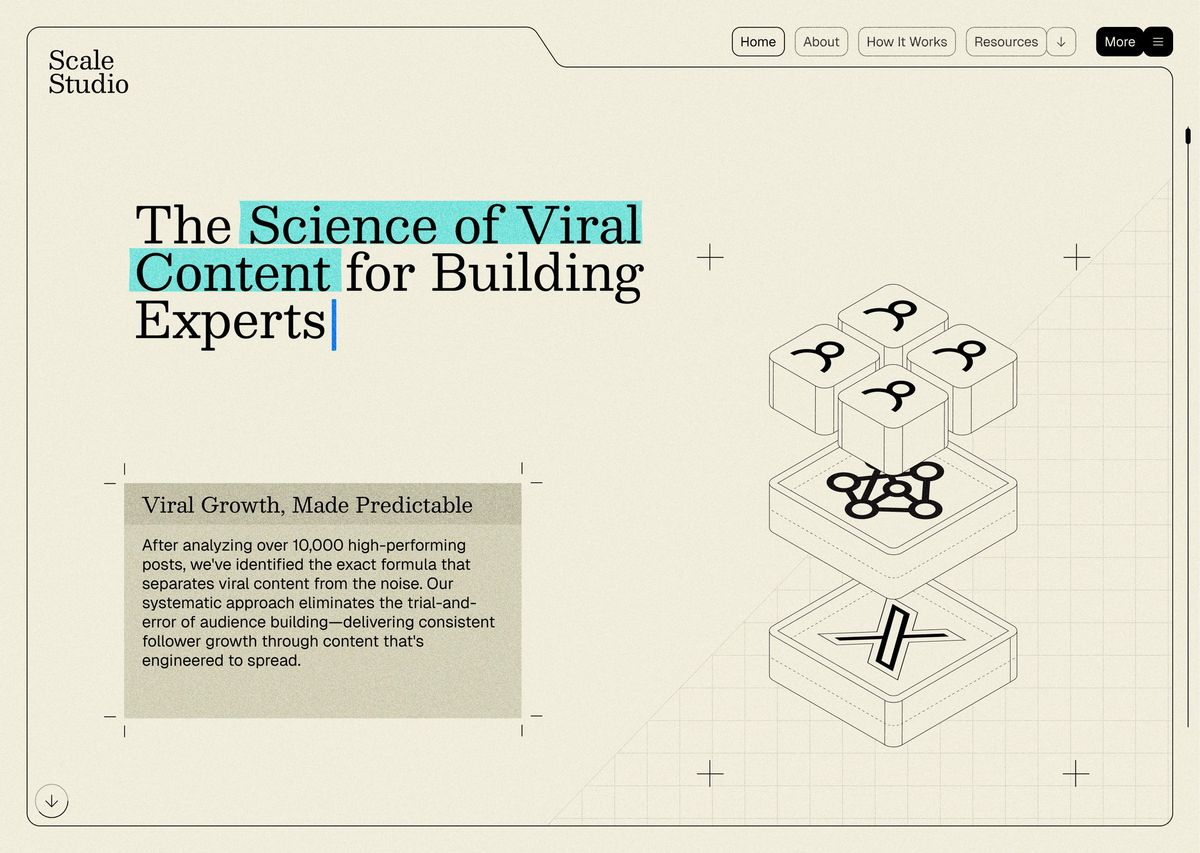 Scale
Studio
Home
About
How It Works
Resources
More
The Science of Viral
Content for Building
Experts
Viral Growth, Made Predictable
After analyzing over 10,000 high-performing
posts, we've identified the exact formula that
separates viral content from the noise. Our
systematic approach eliminates the trial-and-
error of audience building—delivering consistent
follower growth through content that's
engineered to spread.